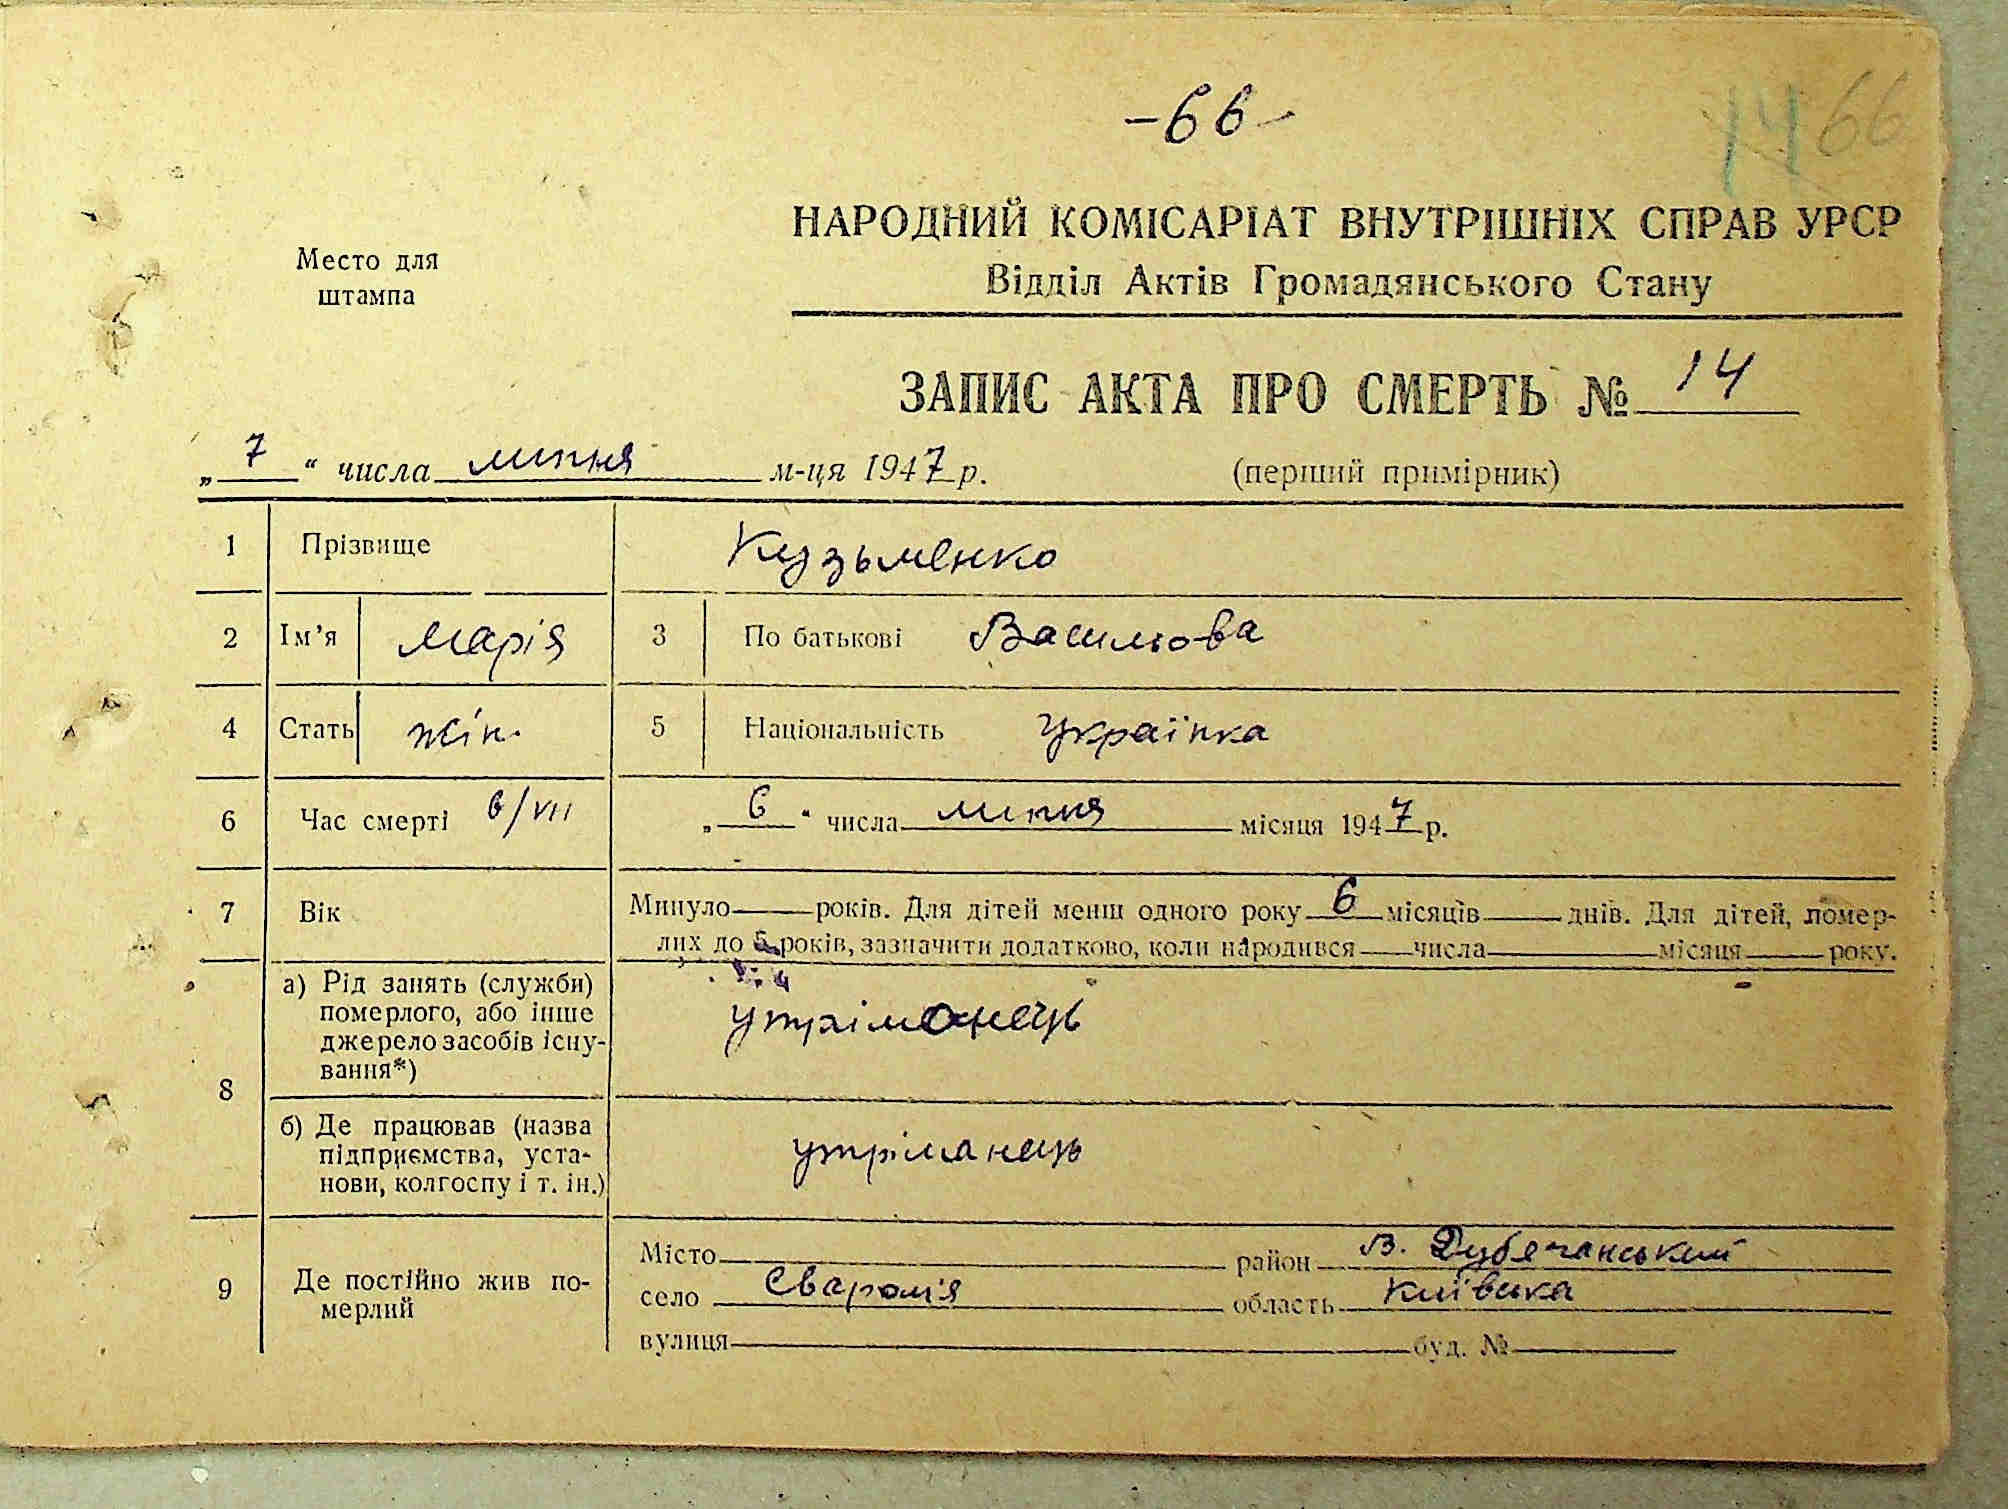 -66-
14 66
НАРОДНИЙ КОМІСАРІАТ ВНУТРІШНІХ СПРАВ УРСР
Відділ Актів Громадянського Стану
Место для
штампа
ЗАПИС АКТА ПРО СМЕРТЬ № 14
„ 7 “ числа липня м-ця 1947 р. (перший примірник)
1 Прізвище Кузьменко
2 Ім’я Марія 3 По батькові Васильова
4 Стать жін. 5 Національність Українка
6 Час смерті 6/VII „ 6 “ числа липня місяця 1947 р.
7 Вік Минуло — років. Для дітей менш одного року 6 місяців — днів. Для дітей, помер-
лих до 5 років, зазначити додатково, коли народився — числа — місяця — року.
8 а) Рід занять (служби)
померлого, або інше
джерело засобів існу-
вання*) утріманець
б) Де працював (назва
підприємства, уста-
нови, колгоспу і т. ін.) утріманець
9 Де постійно жив по-
мерлий
Місто район В. Дубечанський
село Сваромія область Київська
вулиця буд. №